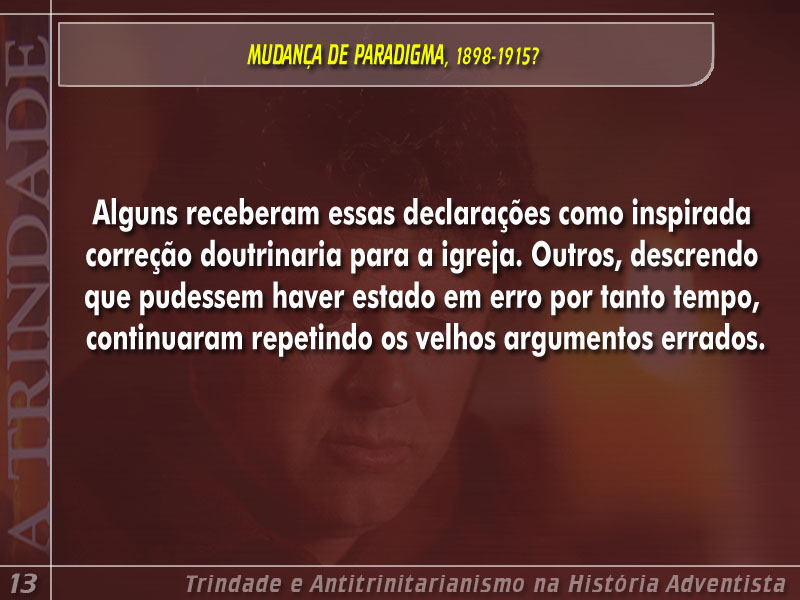 MUDANÇA DE PARADIGMA, 1898-1915?
A TRINDADE
Alguns receberam essas declarações como inspirada
correção doutrinaria para a igreja. Outros, descrendo
que pudessem haver estado em erro por tanto tempo,
continuaram repetindo os velhos argumentos errados.
13
Trindade e Antitrinitarianismo na História Adventista